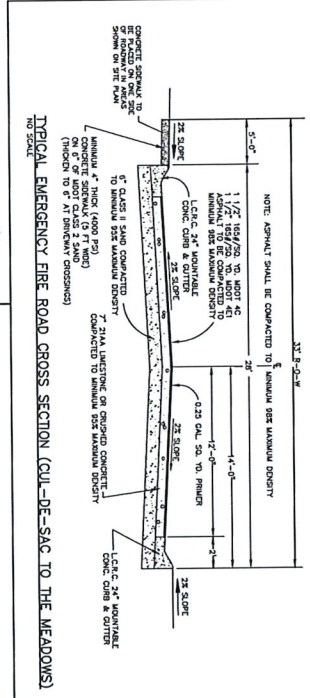 33' R-O-W
28'
5'-0"
14'-0"
12'-0"
2'
℄
NOTE: ASPHALT SHALL BE COMPACTED TO MINIMUM 98% MAXIMUM DENSITY
1 1/2" 165#/SQ. YD. MDOT 4C
1 1/2" 165#/SQ. YD. MDOT 4E1
ASPHALT TO BE COMPACTED TO
MINIMUM 98% MAXIMUM DENSITY
L.C.R.C. 24" MOUNTABLE
CONC. CURB & GUTTER
0.25 GAL. SQ. YD. PRIMER
2% SLOPE
2% SLOPE
2% SLOPE
2% SLOPE
CONCRETE SIDEWALK TO
BE PLACED ON ONE SIDE
OF ROADWAY IN AREAS
SHOWN ON SITE PLAN
MINIMUM 4" THICK (4000 PSI)
CONCRETE SIDEWALK (5 FT WIDE)
ON 6" OF MDOT CLASS 2 SAND
(THICKEN TO 6" AT DRIVEWAY CROSSINGS)
6" CLASS II SAND COMPACTED
TO MINIMUM 95% MAXIMUM DENSITY
7" 21AA LIMESTONE OR CRUSHED CONCRETE
COMPACTED TO MINIMUM 95% MAXIMUM DENSITY
L.C.R.C. 24" MOUNTABLE
CONC. CURB & GUTTER
TYPICAL EMERGENCY FIRE ROAD CROSS SECTION (CUL-DE-SAC TO THE MEADOWS)
NO SCALE